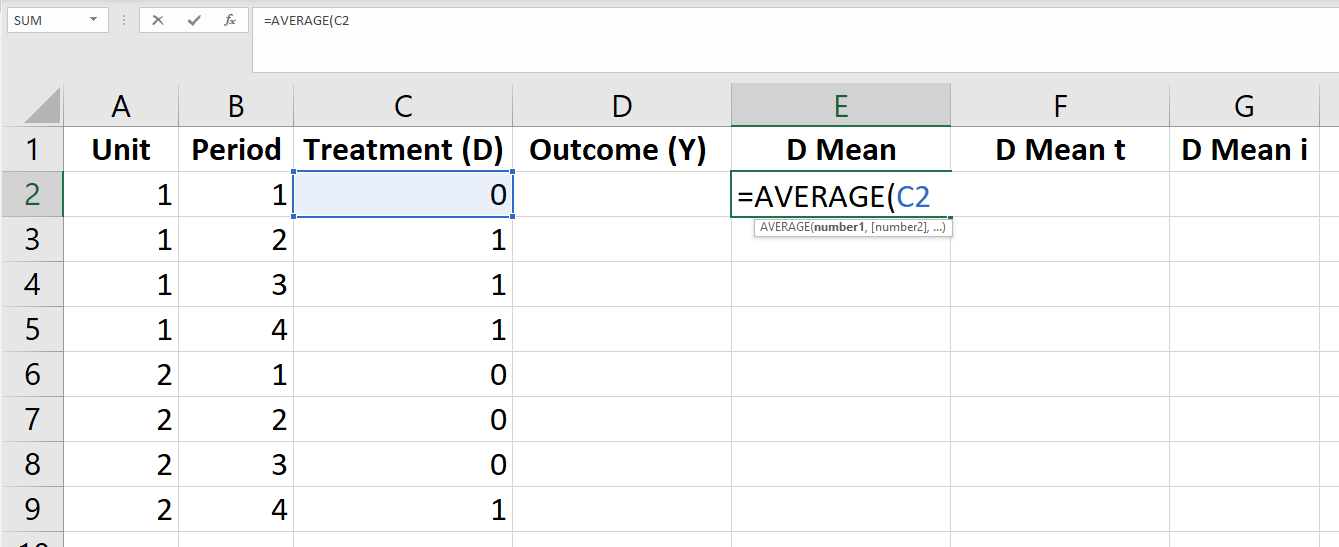 SUM fx =AVERAGE(C2
A B C D E F G
1 Unit Period Treatment (D) Outcome (Y) D Mean D Mean t D Mean i
2 1 1 0 =AVERAGE(C2
AVERAGE(number1, [number2], ...)
3 1 2 1
4 1 3 1
5 1 4 1
6 2 1 0
7 2 2 0
8 2 3 0
9 2 4 1
10